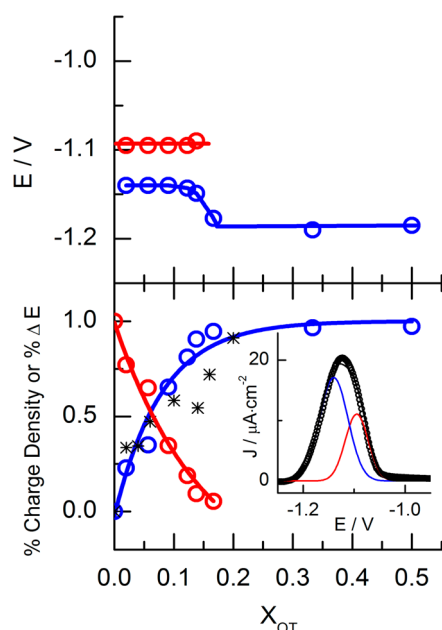 E / V
-1.0
-1.1
-1.2
% Charge Density or % Δ E
1.0
0.5
0.0
J / µA·cm⁻²
20
0
-1.2 -1.0
E / V
0.0 0.1 0.2 0.3 0.4 0.5
X_OT